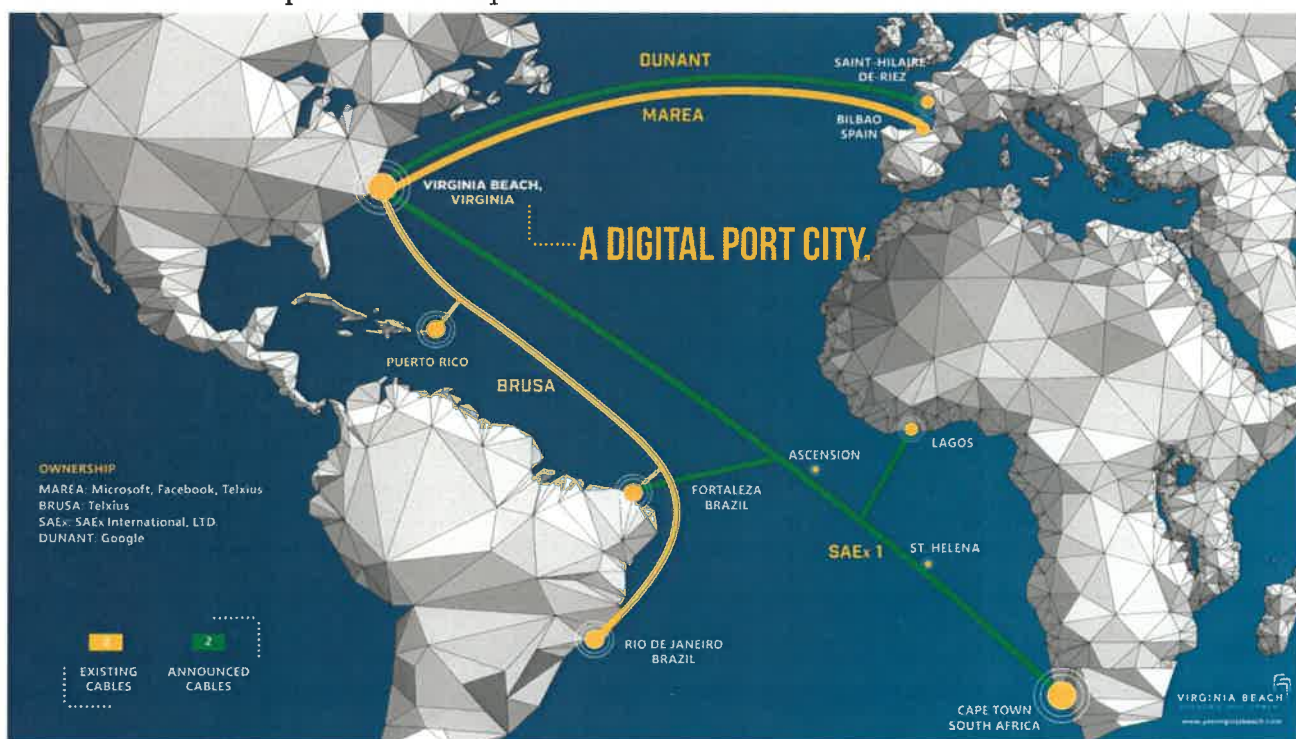 DUNANT
MAREA
SAINT-HILAIRE
DE-RIEZ
BILBAO
SPAIN
VIRGINIA BEACH,
VIRGINIA
A DIGITAL PORT CITY.
PUERTO RICO
BRUSA
LAGOS
ASCENSION
FORTALEZA
BRAZIL
SAEx 1
ST. HELENA
OWNERSHIP
MAREA: Microsoft, Facebook, Telxius
BRUSA: Telxius
SAEx: SAEx International, LTD
DUNANT: Google
2
EXISTING
CABLES
ANNOUNCED
CABLES
RIO DE JANEIRO
BRAZIL
CAPE TOWN
SOUTH AFRICA
VIRGINIA BEACH